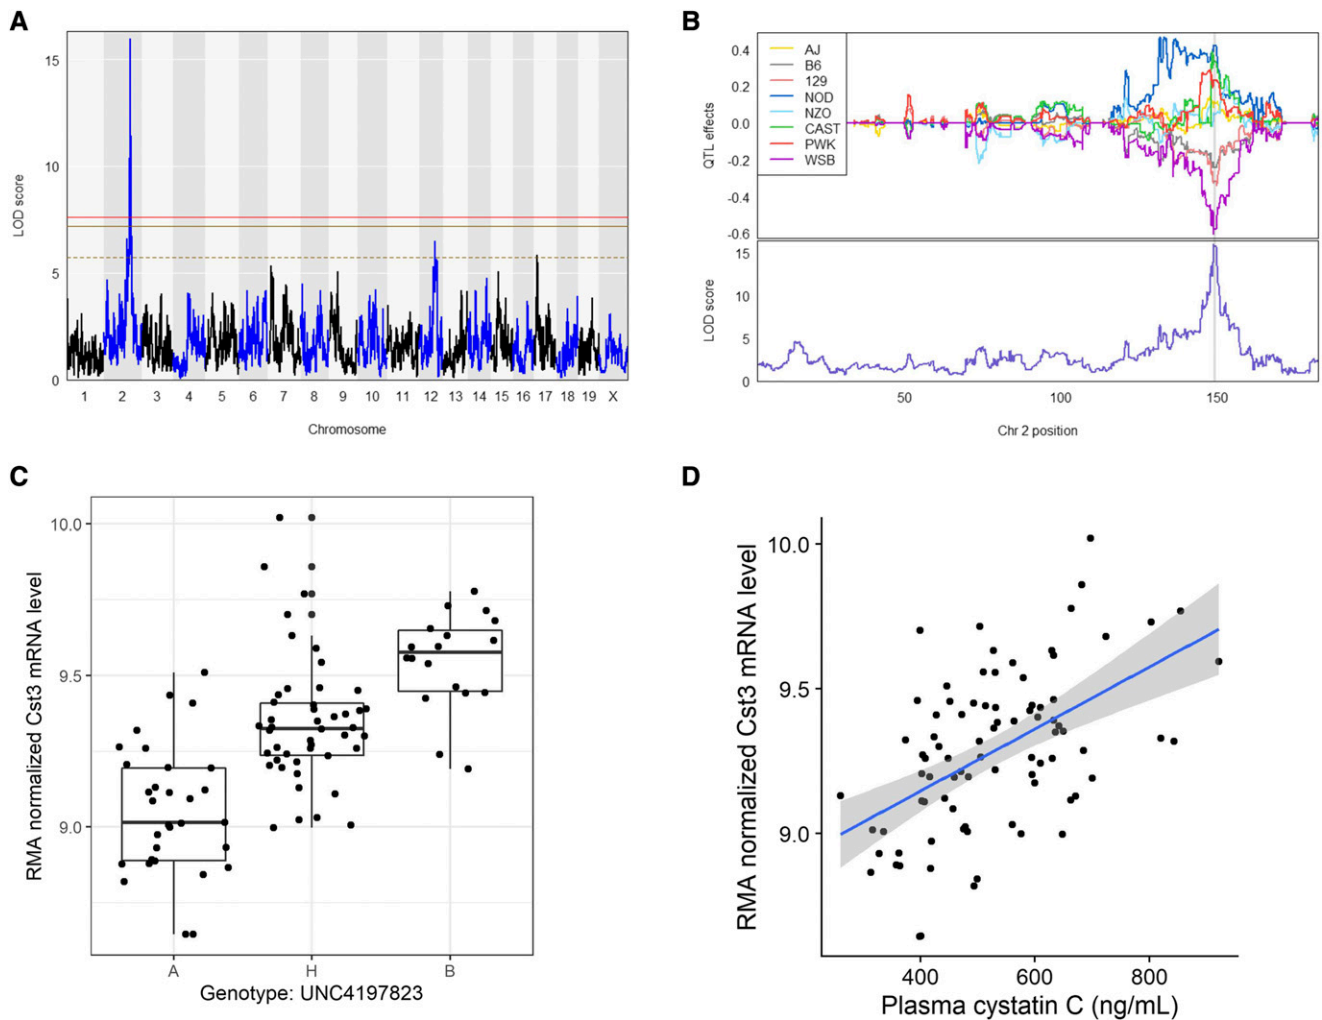 A
15
10
5
0
LOD score
1 2 3 4 5 6 7 8 9 10 11 12 13 14 15 16 17 18 19 X
Chromosome
B
0.4
0.2
0.0
-0.2
-0.4
-0.6
QTL effects
AJ
B6
129
NOD
NZO
CAST
PWK
WSB
15
10
5
0
LOD score
50 100 150
Chr 2 position
C
10.0
9.5
9.0
RMA normalized Cst3 mRNA level
A H B
Genotype: UNC4197823
D
10.0
9.5
9.0
RMA normalized Cst3 mRNA level
400 600 800
Plasma cystatin C (ng/mL)